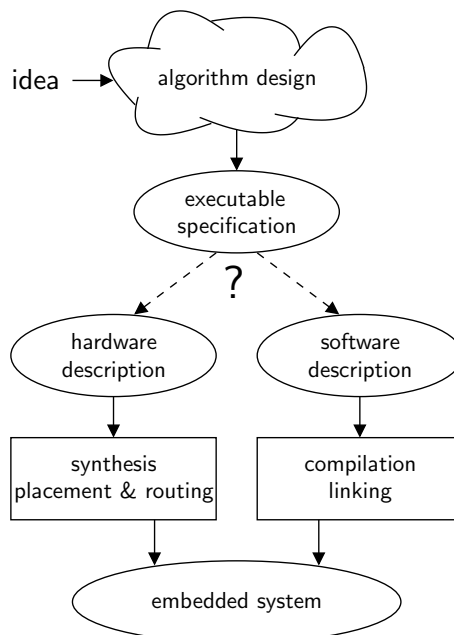 idea
algorithm design
executable
specification
?
hardware
description
software
description
synthesis
placement & routing
compilation
linking
embedded system